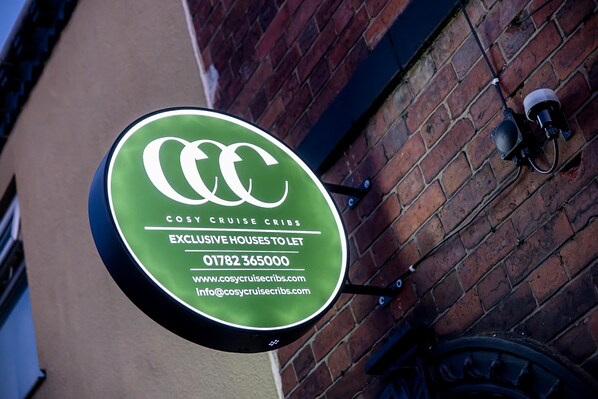 CCC
COSY CRUISE CRIBS
EXCLUSIVE HOUSES TO LET
01782 365000
www.cosycruisecribs.com
Info@cosycruisecribs.com